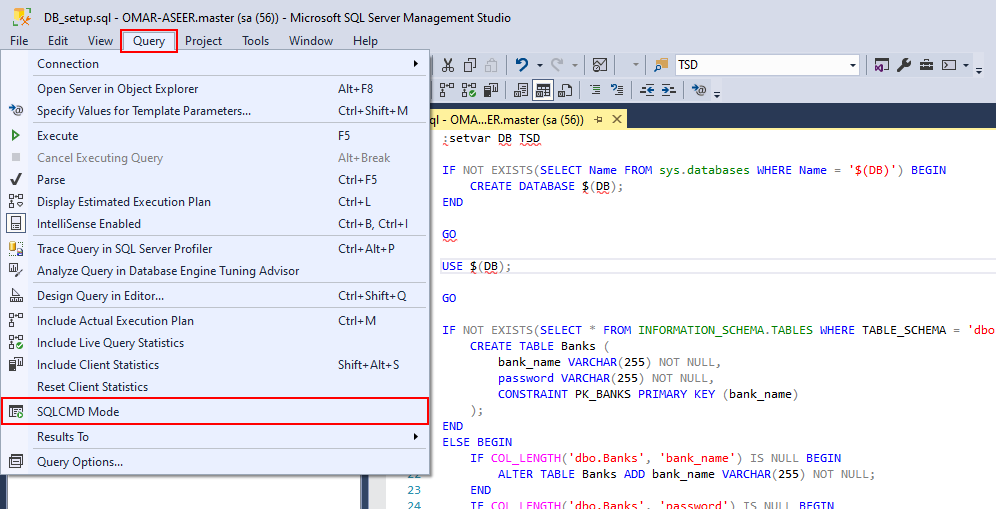 DB_setup.sql - OMAR-ASEER.master (sa (56)) - Microsoft SQL Server Management Studio
File Edit View Query Project Tools Window Help
TSD
Connection
Open Server in Object Explorer Alt+F8
Specify Values for Template Parameters... Ctrl+Shift+M
Execute F5
Cancel Executing Query Alt+Break
Parse Ctrl+F5
Display Estimated Execution Plan Ctrl+L
IntelliSense Enabled Ctrl+B, Ctrl+I
Trace Query in SQL Server Profiler Ctrl+Alt+P
Analyze Query in Database Engine Tuning Advisor
Design Query in Editor... Ctrl+Shift+Q
Include Actual Execution Plan Ctrl+M
Include Live Query Statistics
Include Client Statistics Shift+Alt+S
Reset Client Statistics
SQLCMD Mode
Results To
Query Options...
ql - OMA...ER.master (sa (56))
:setvar DB TSD
IF NOT EXISTS(SELECT Name FROM sys.databases WHERE Name = '$(DB)') BEGIN
CREATE DATABASE $(DB);
END
GO
USE $(DB);
GO
IF NOT EXISTS(SELECT * FROM INFORMATION_SCHEMA.TABLES WHERE TABLE_SCHEMA = 'dbo
CREATE TABLE Banks (
bank_name VARCHAR(255) NOT NULL,
password VARCHAR(255) NOT NULL,
CONSTRAINT PK_BANKS PRIMARY KEY (bank_name)
);
END
ELSE BEGIN
IF COL_LENGTH('dbo.Banks', 'bank_name') IS NULL BEGIN
22 ALTER TABLE Banks ADD bank_name VARCHAR(255) NOT NULL;
23 END
24 IF COL_LENGTH('dbo.Banks', 'password') IS NULL BEGIN